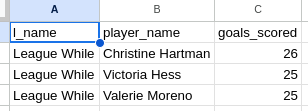 A B C
l_name player_name goals_scored
League While Christine Hartman 26
League While Victoria Hess 25
League While Valerie Moreno 25